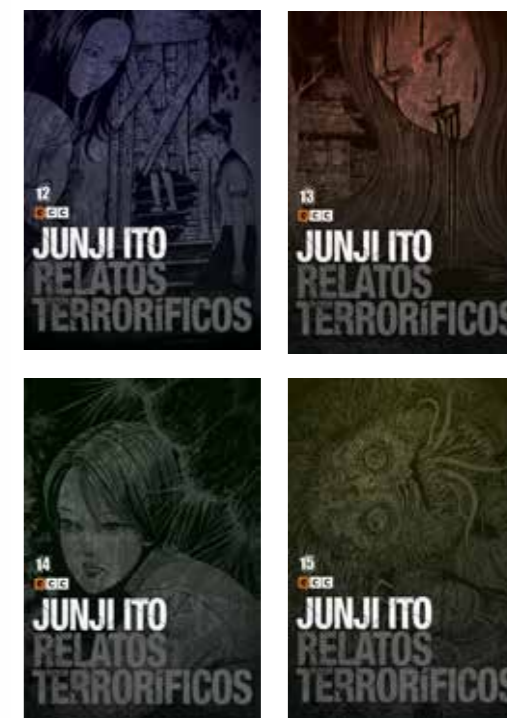 12
ecc
JUNJI ITO
RELATOS
TERRORÍFICOS
13
ecc
JUNJI ITO
RELATOS
TERRORÍFICOS
14
ecc
JUNJI ITO
RELATOS
TERRORÍFICOS
15
ecc
JUNJI ITO
RELATOS
TERRORÍFICOS